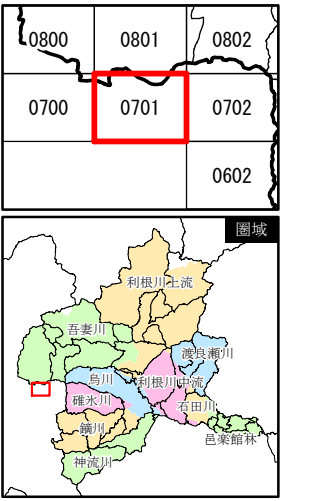 0800 0801 0802
0700 0701 0702
0602
圏域
利根川上流
吾妻川
渡良瀬川
烏川 利根川中流
碓氷川
石田川
鏑川
邑楽館林
神流川